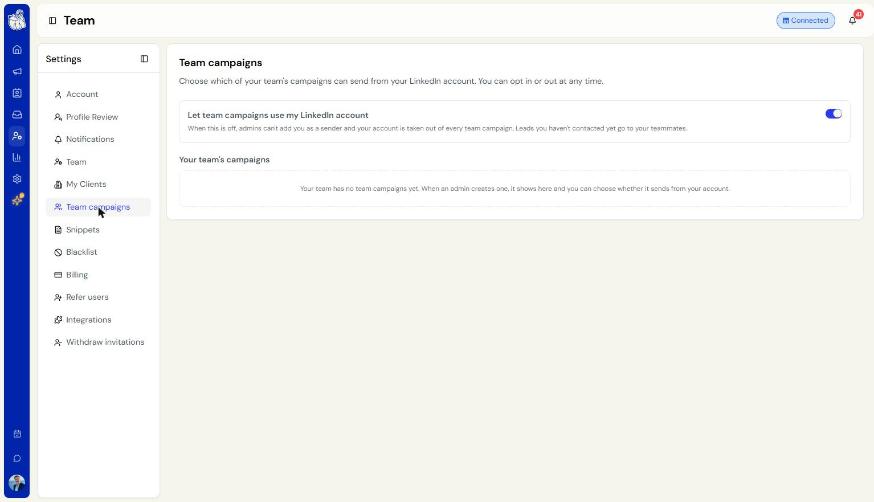 Team
Connected
41
Settings
Account
Profile Review
Notifications
Team
My Clients
Team campaigns
Snippets
Blacklist
Billing
Refer users
Integrations
Withdraw invitations
Team campaigns
Choose which of your team's campaigns can send from your LinkedIn account. You can opt in or out at any time.
Let team campaigns use my LinkedIn account
When this is off, admins can't add you as a sender and your account is taken out of every team campaign. Leads you haven't contacted yet go to your teammates.
Your team's campaigns
Your team has no team campaigns yet. When an admin creates one, it shows here and you can choose whether it sends from your account.